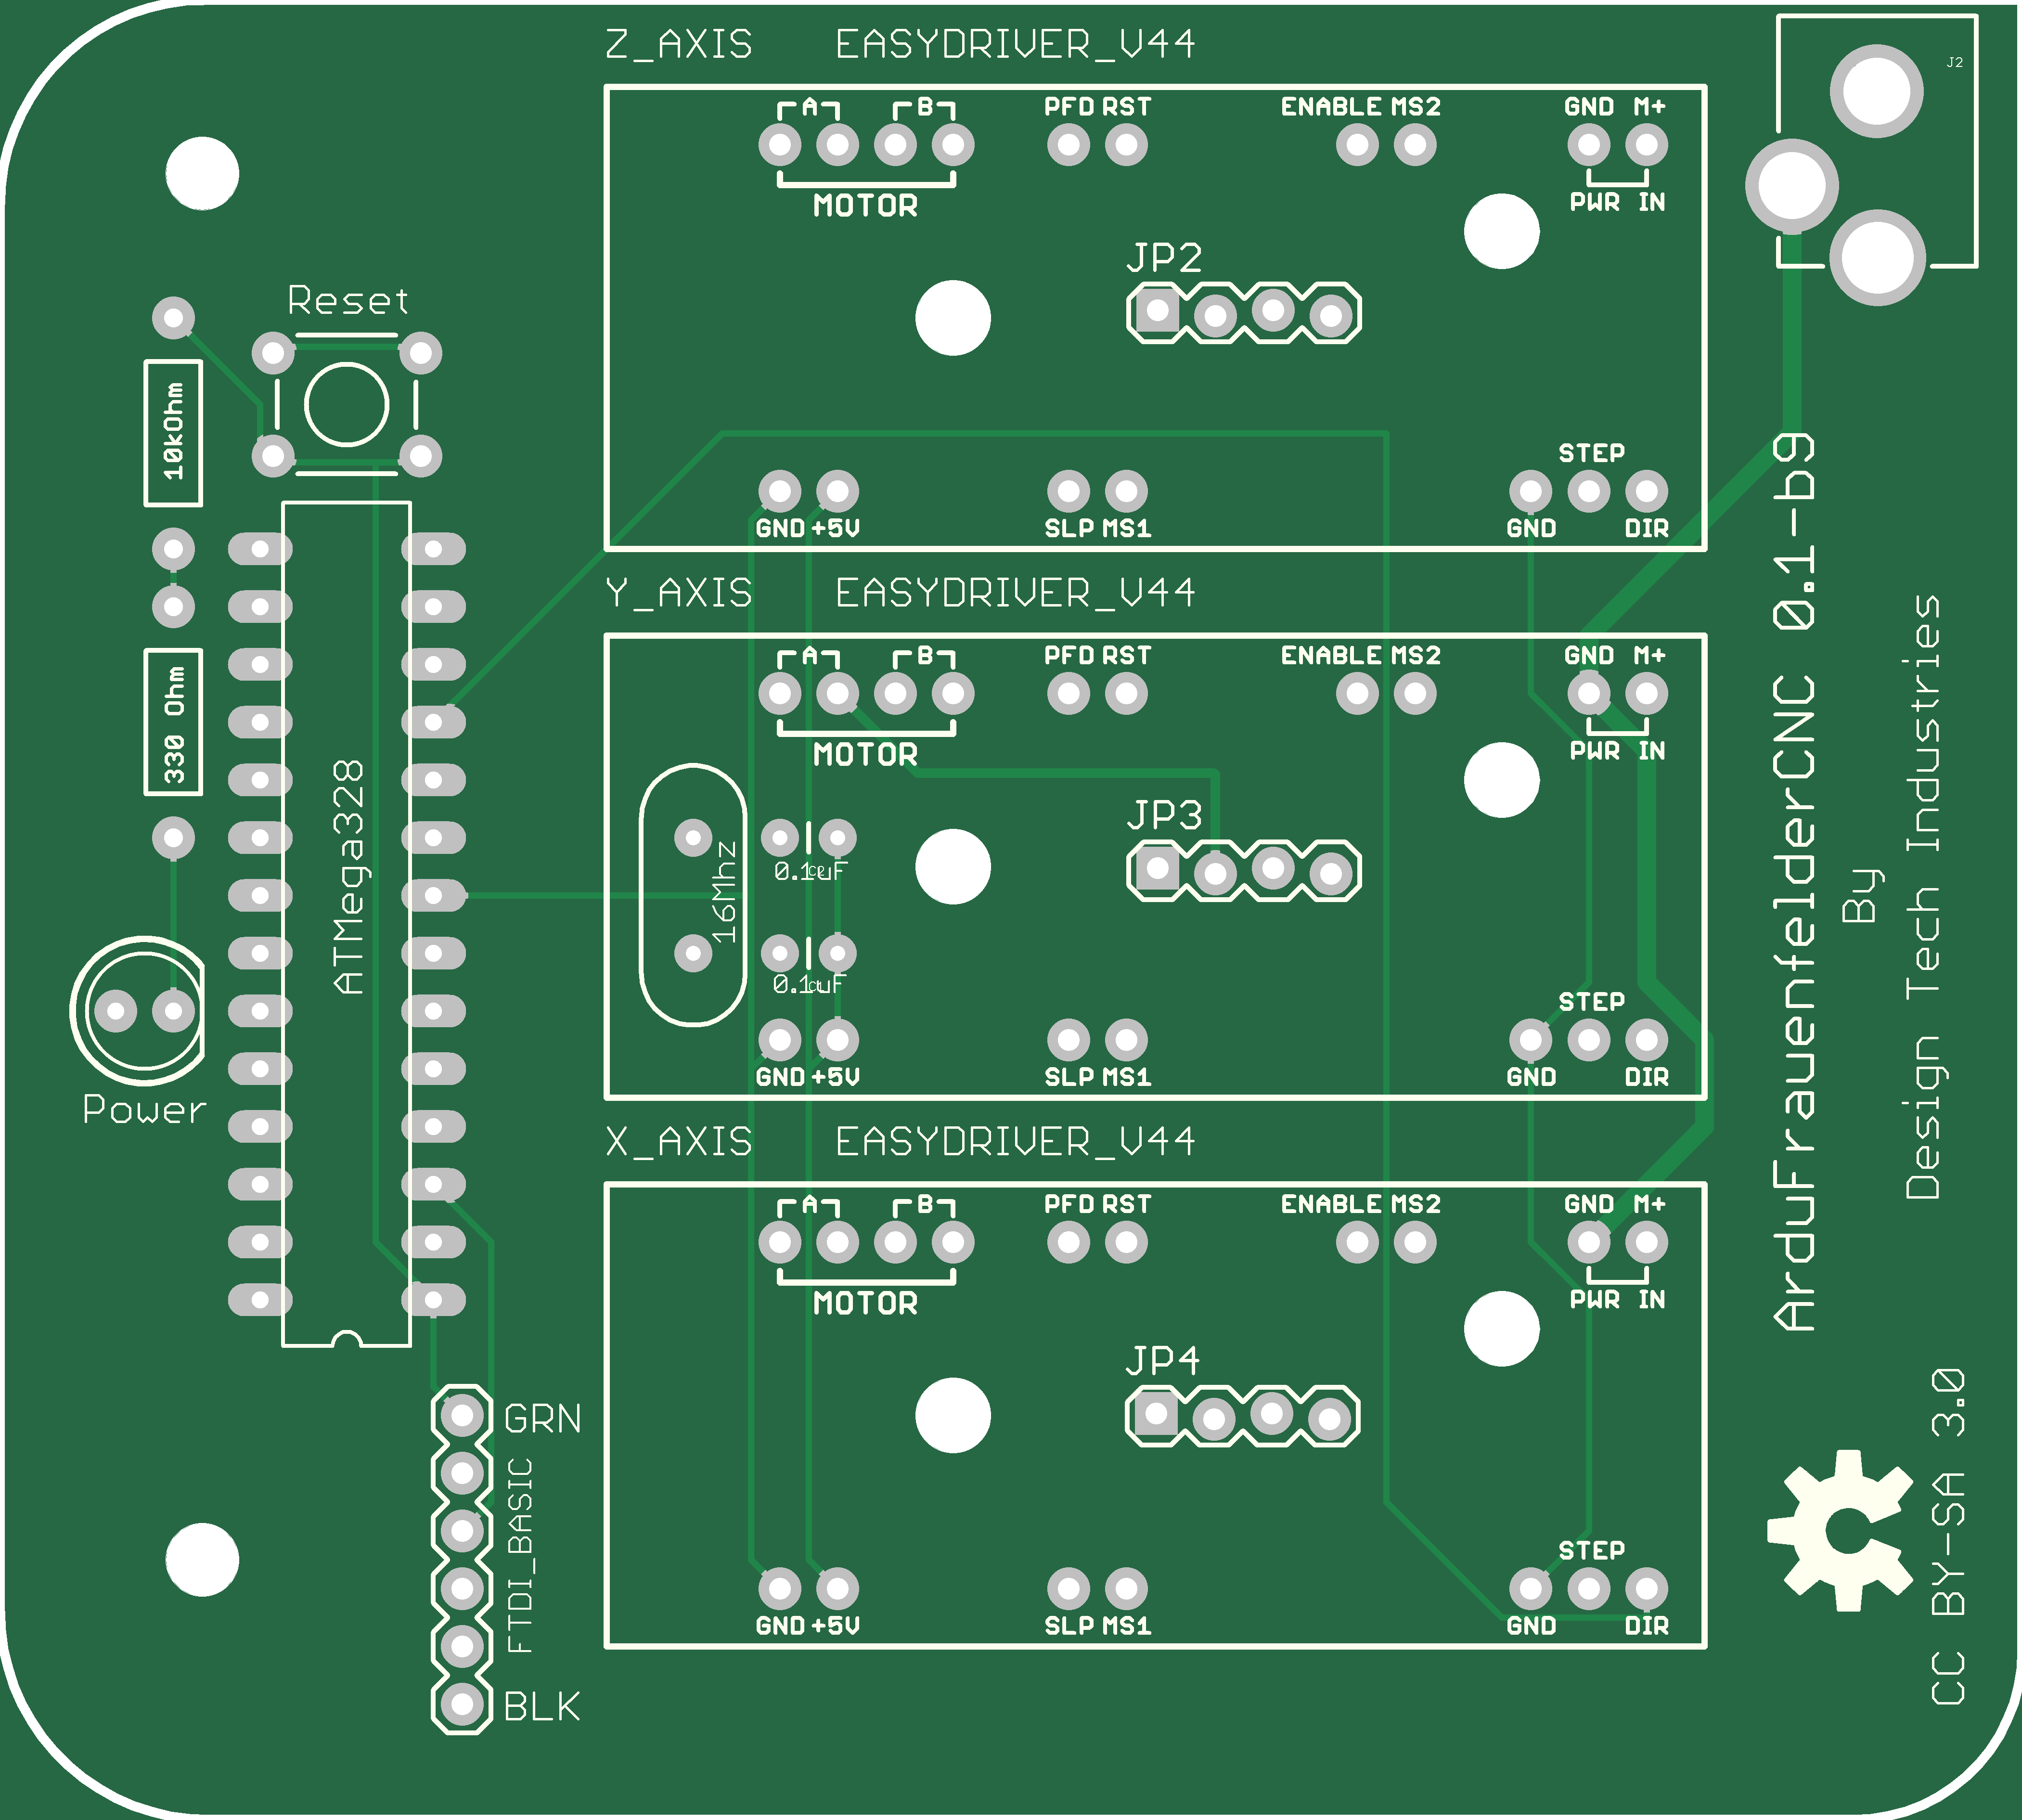 Z_AXIS EASYDRIVER_V44
J2
A B PFD RST ENABLE MS2 GND M+
MOTOR PWR IN
JP2
Reset
10kOhm
STEP
GND +5V SLP MS1 GND DIR
Y_AXIS EASYDRIVER_V44
A B PFD RST ENABLE MS2 GND M+
MOTOR PWR IN
330 Ohm
ATMega328
JP3
16Mhz
0.1uF
C2
0.1uF
C1
STEP
GND +5V SLP MS1 GND DIR
Power
X_AXIS EASYDRIVER_V44
A B PFD RST ENABLE MS2 GND M+
MOTOR PWR IN
JP4
GRN
FTDI_BASIC
BLK
STEP
GND +5V SLP MS1 GND DIR
ArduFrauenfelderCNC 0.1-b9
By
Design Tech Industries
CC BY-SA 3.0